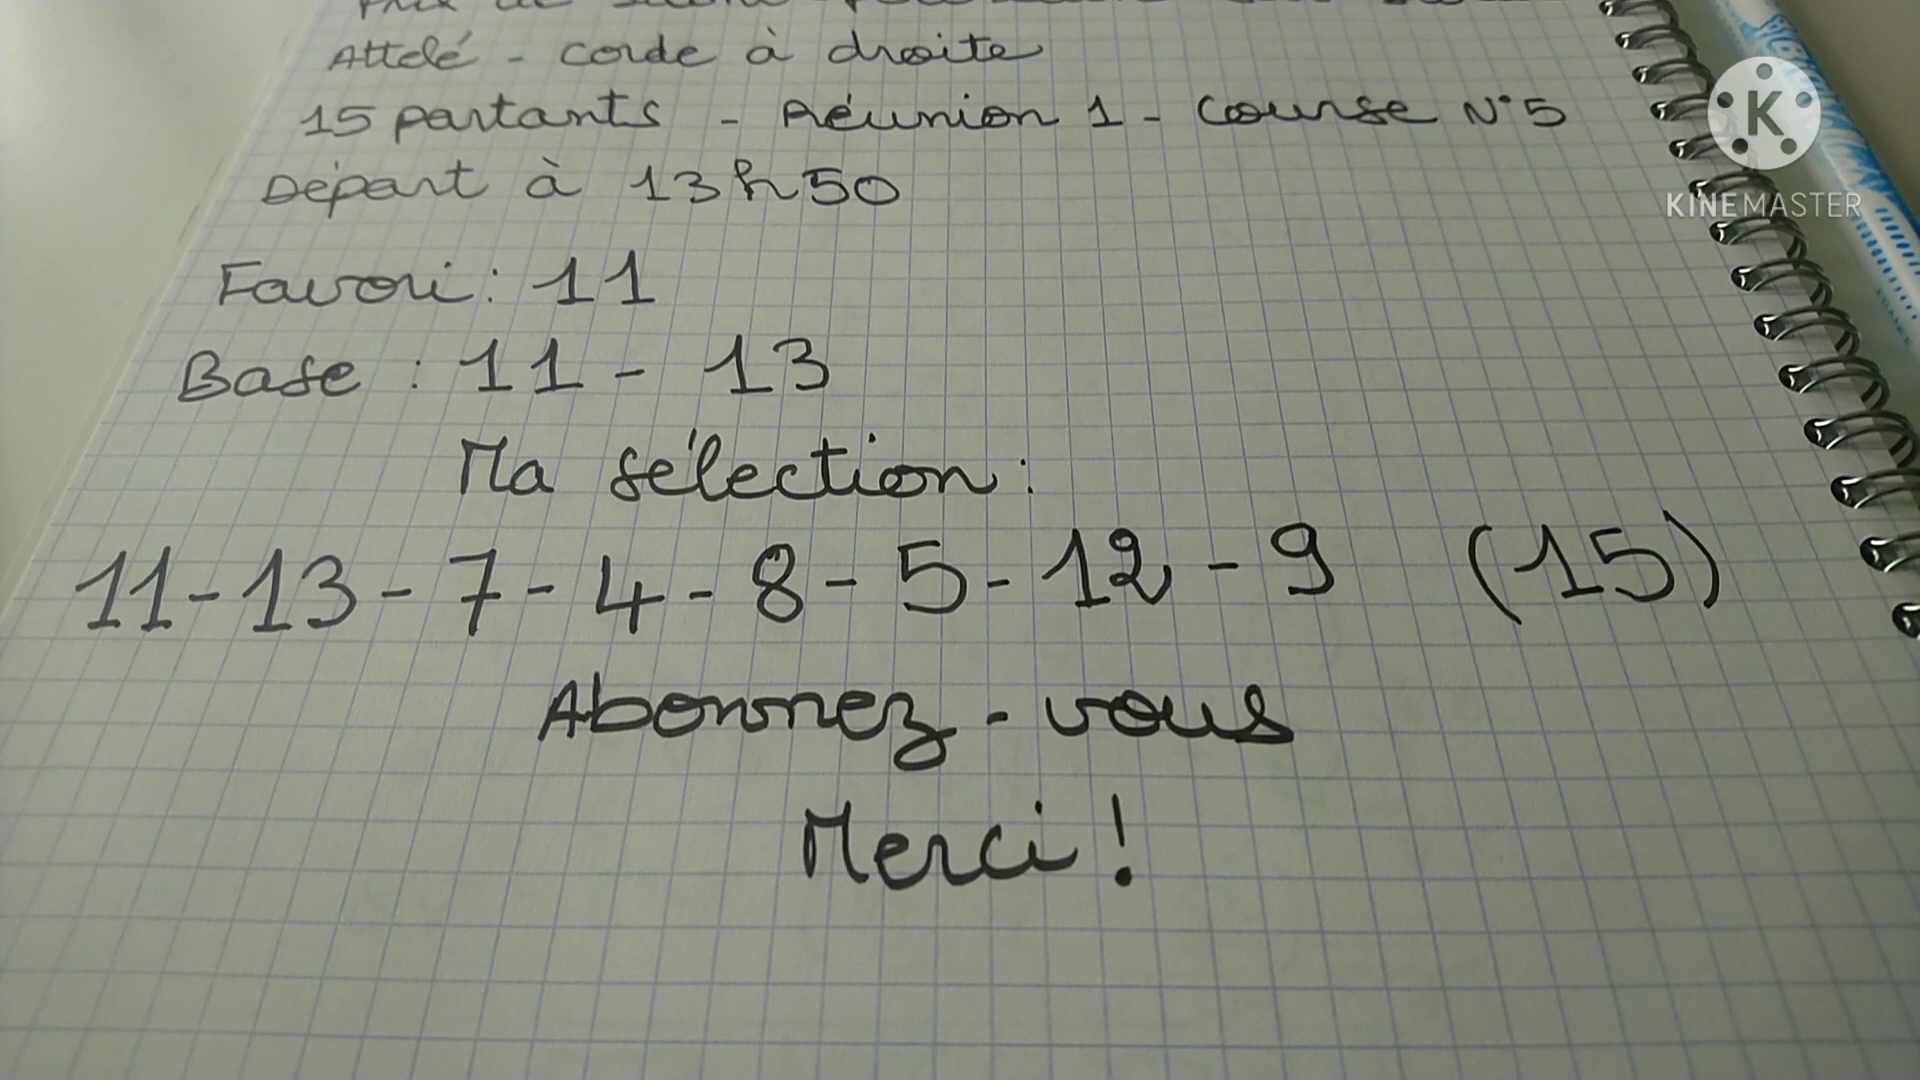 Attelé - corde à droite
15 partants - Réunion 1 - course N°5
Départ à 13h50
Favori : 11
Base : 11 - 13
Ma sélection :
11 - 13 - 7 - 4 - 8 - 5 - 12 - 9 (15)
Abonnez-vous
Merci !
K
KINEMASTER